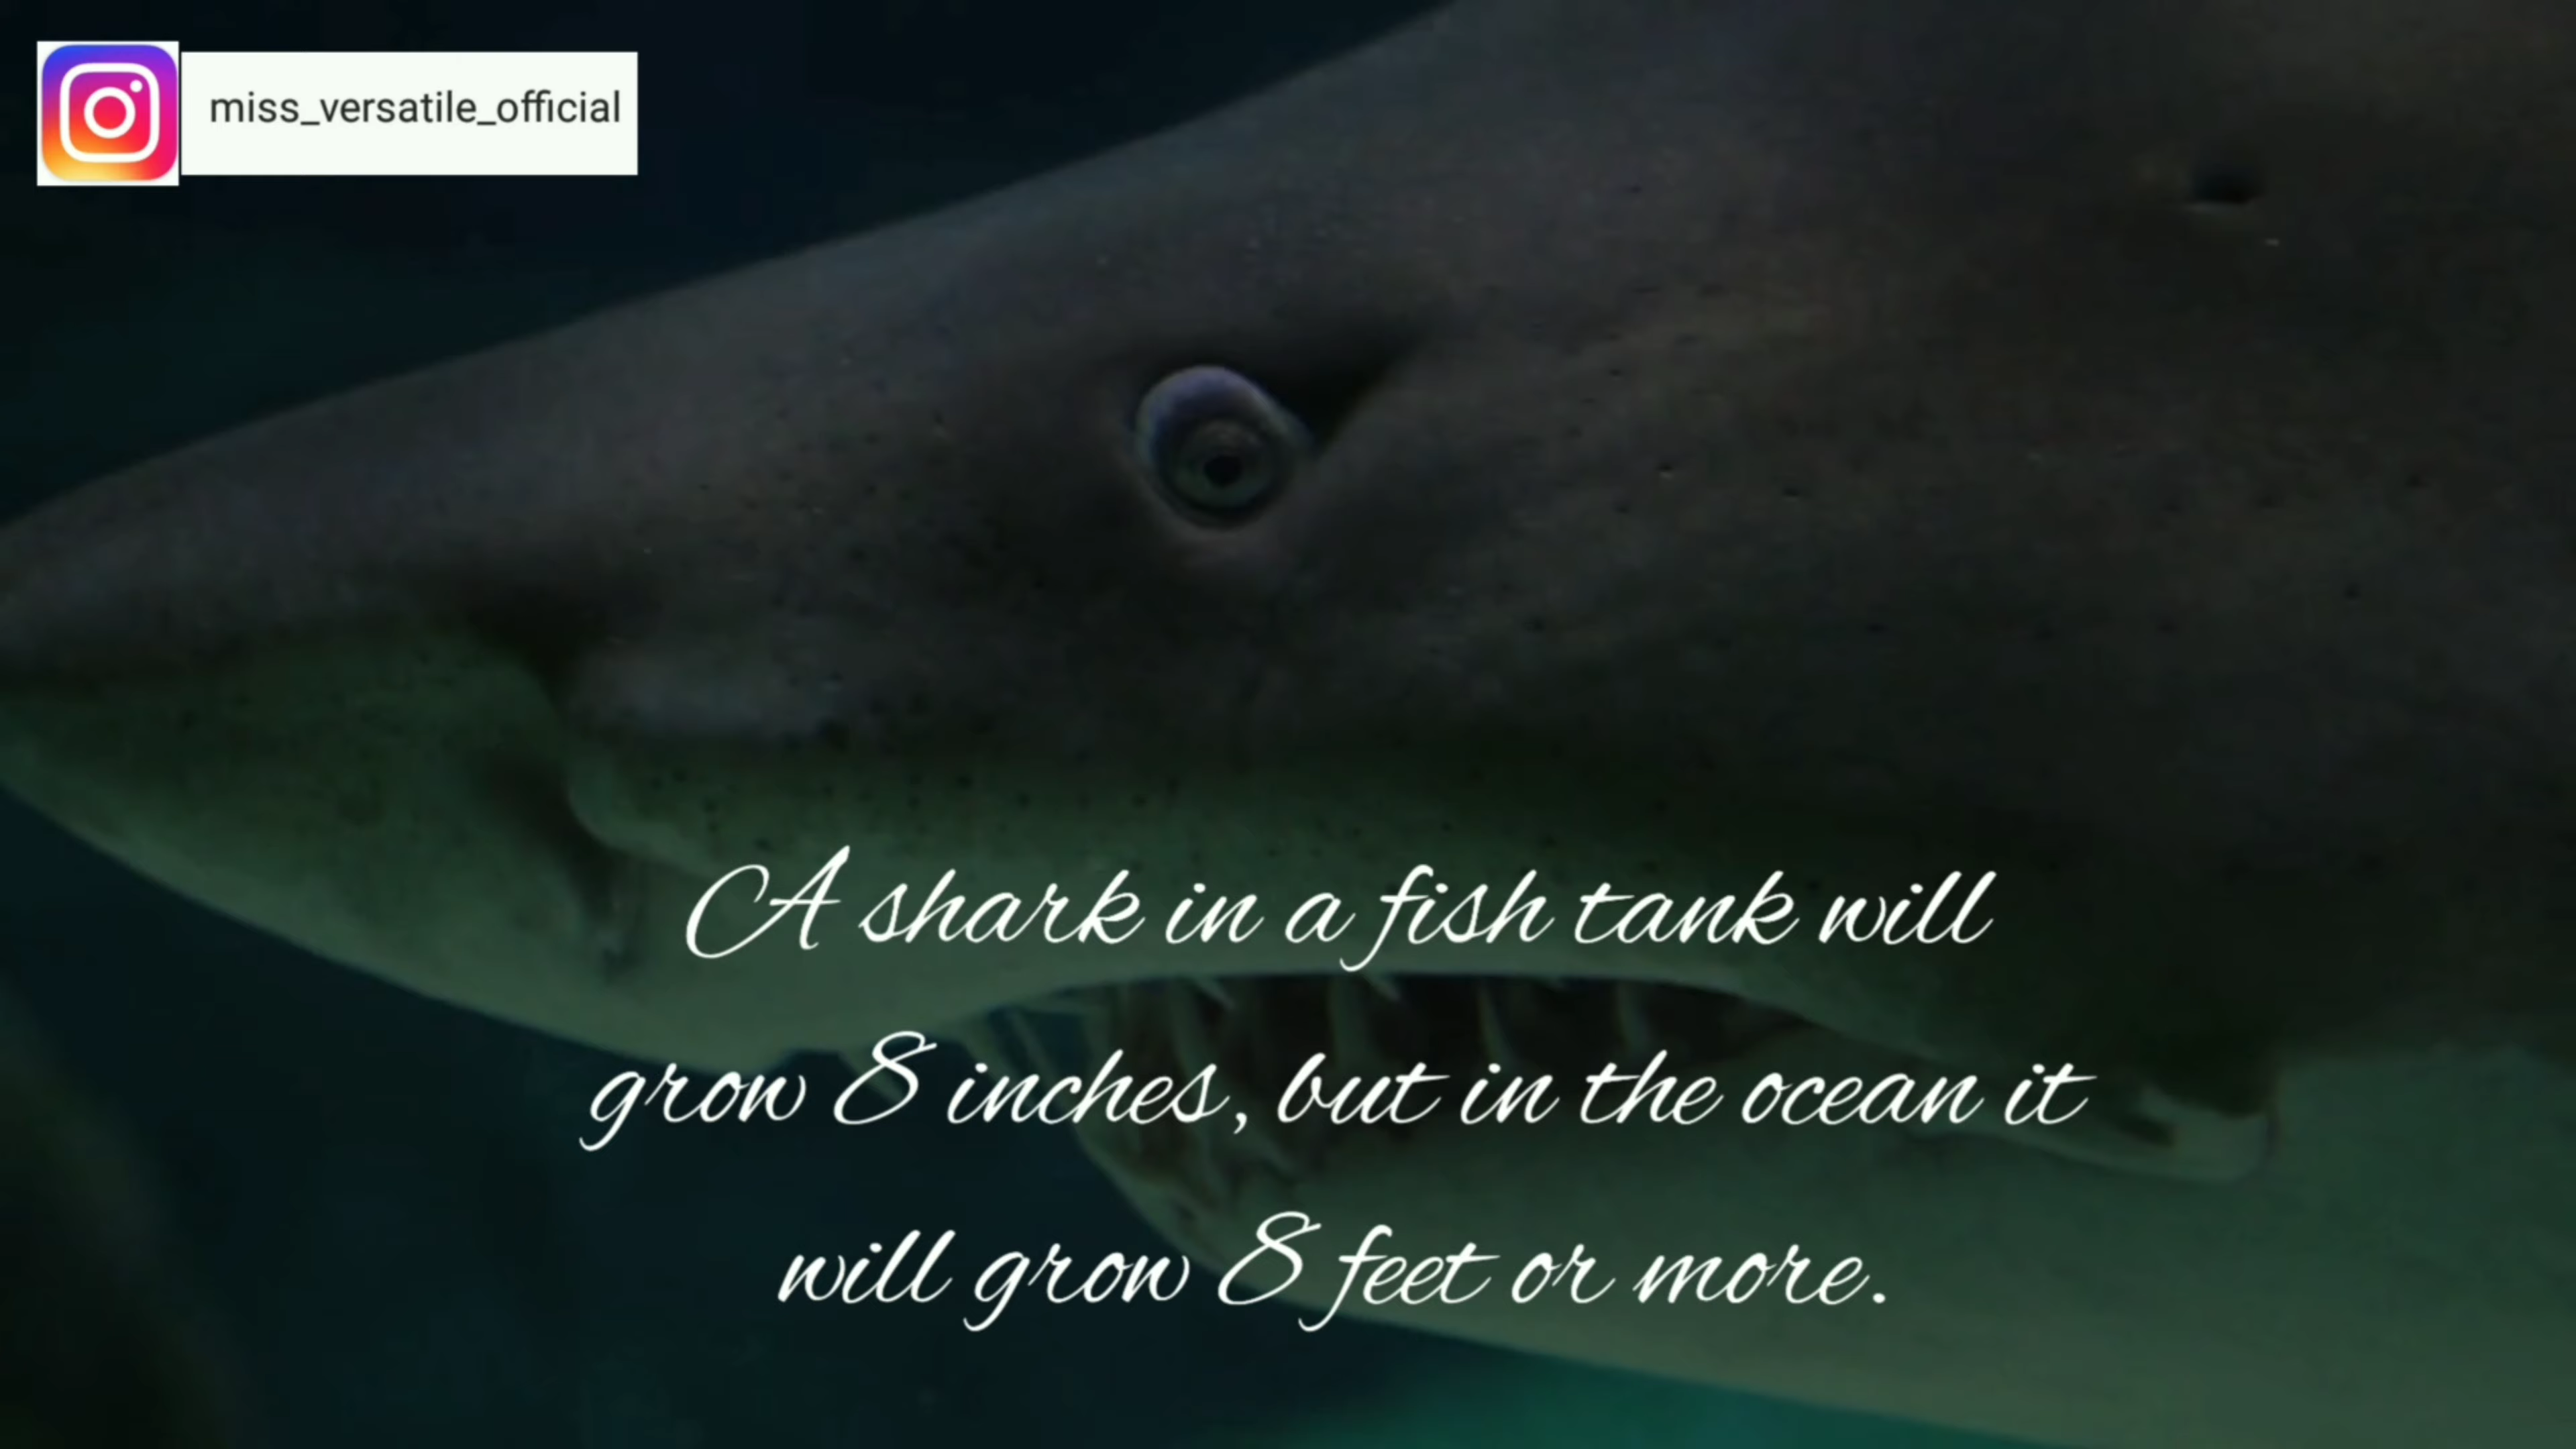 miss_versatile_official
A shark in a fish tank will
grow 8 inches, but in the ocean it
will grow 8 feet or more.